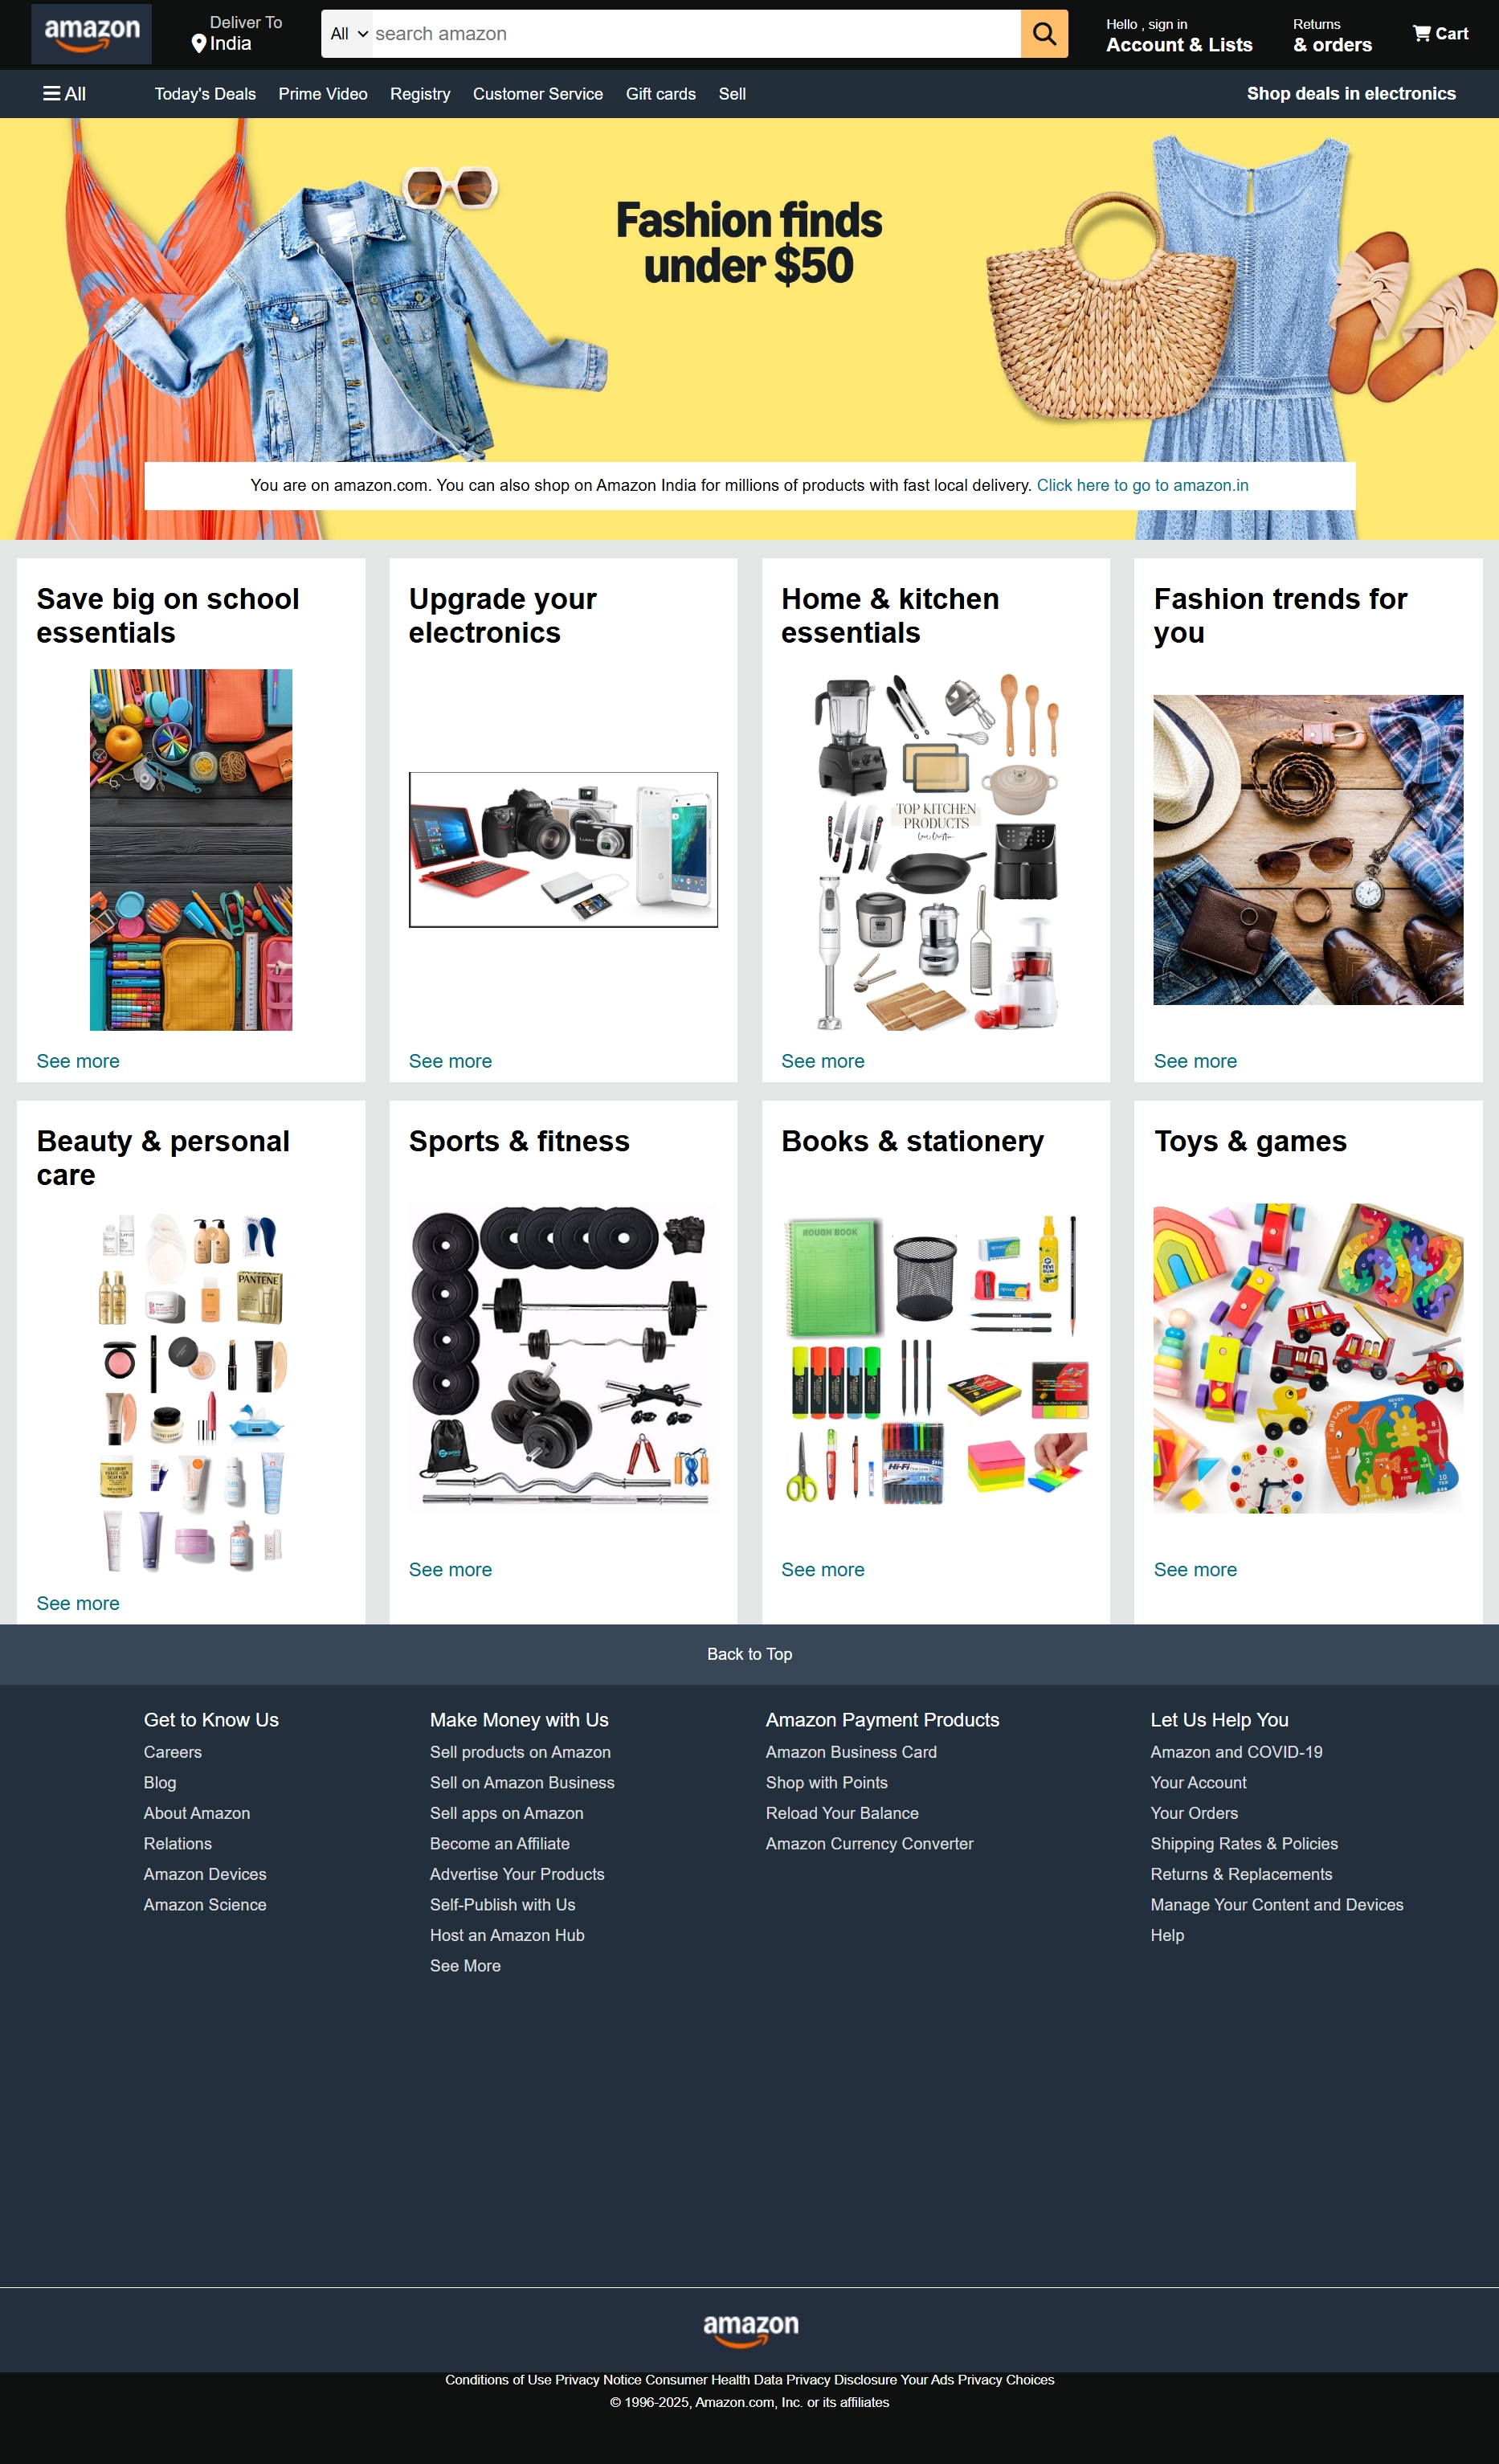 amazon
Deliver To
India
All
search amazon
Hello , sign in
Account & Lists
Returns
& orders
Cart
All
Today's Deals
Prime Video
Registry
Customer Service
Gift cards
Sell
Shop deals in electronics
Fashion finds
under $50
You are on amazon.com. You can also shop on Amazon India for millions of products with fast local delivery. Click here to go to amazon.in
Save big on school
essentials
See more
Upgrade your
electronics
See more
Home & kitchen
essentials
TOP KITCHEN
PRODUCTS
See more
Fashion trends for
you
See more
Beauty & personal
care
PANTENE
See more
Sports & fitness
See more
Books & stationery
ROUGH BOOK
Hi-Fi
See more
Toys & games
See more
Back to Top
Get to Know Us
Careers
Blog
About Amazon
Relations
Amazon Devices
Amazon Science
Make Money with Us
Sell products on Amazon
Sell on Amazon Business
Sell apps on Amazon
Become an Affiliate
Advertise Your Products
Self-Publish with Us
Host an Amazon Hub
See More
Amazon Payment Products
Amazon Business Card
Shop with Points
Reload Your Balance
Amazon Currency Converter
Let Us Help You
Amazon and COVID-19
Your Account
Your Orders
Shipping Rates & Policies
Returns & Replacements
Manage Your Content and Devices
Help
amazon
Conditions of Use Privacy Notice Consumer Health Data Privacy Disclosure Your Ads Privacy Choices
© 1996-2025, Amazon.com, Inc. or its affiliates